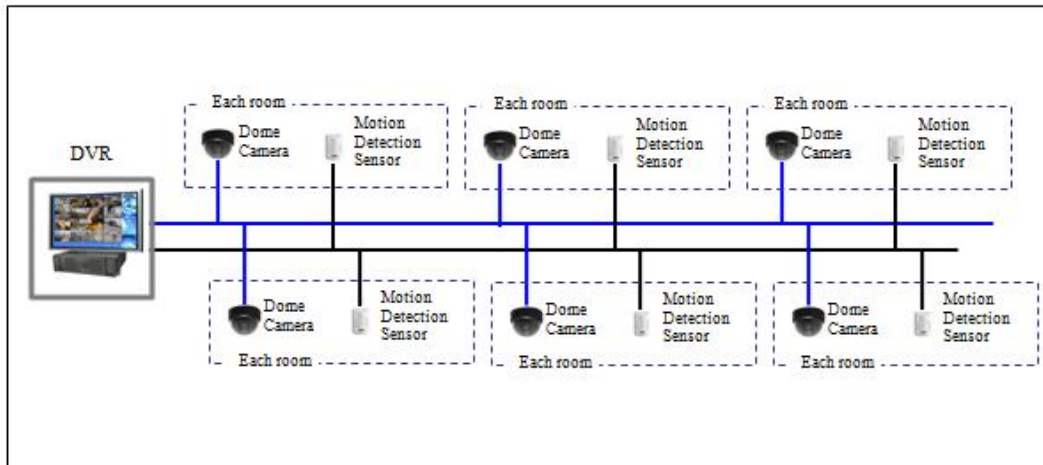 Each room
Dome
Camera
Motion
Detection
Sensor
Each room
Dome
Camera
Motion
Detection
Sensor
Each room
Dome
Camera
Motion
Detection
Sensor
DVR
Dome
Camera
Motion
Detection
Sensor
Each room
Dome
Camera
Motion
Detection
Sensor
Each room
Dome
Camera
Motion
Detection
Sensor
Each room